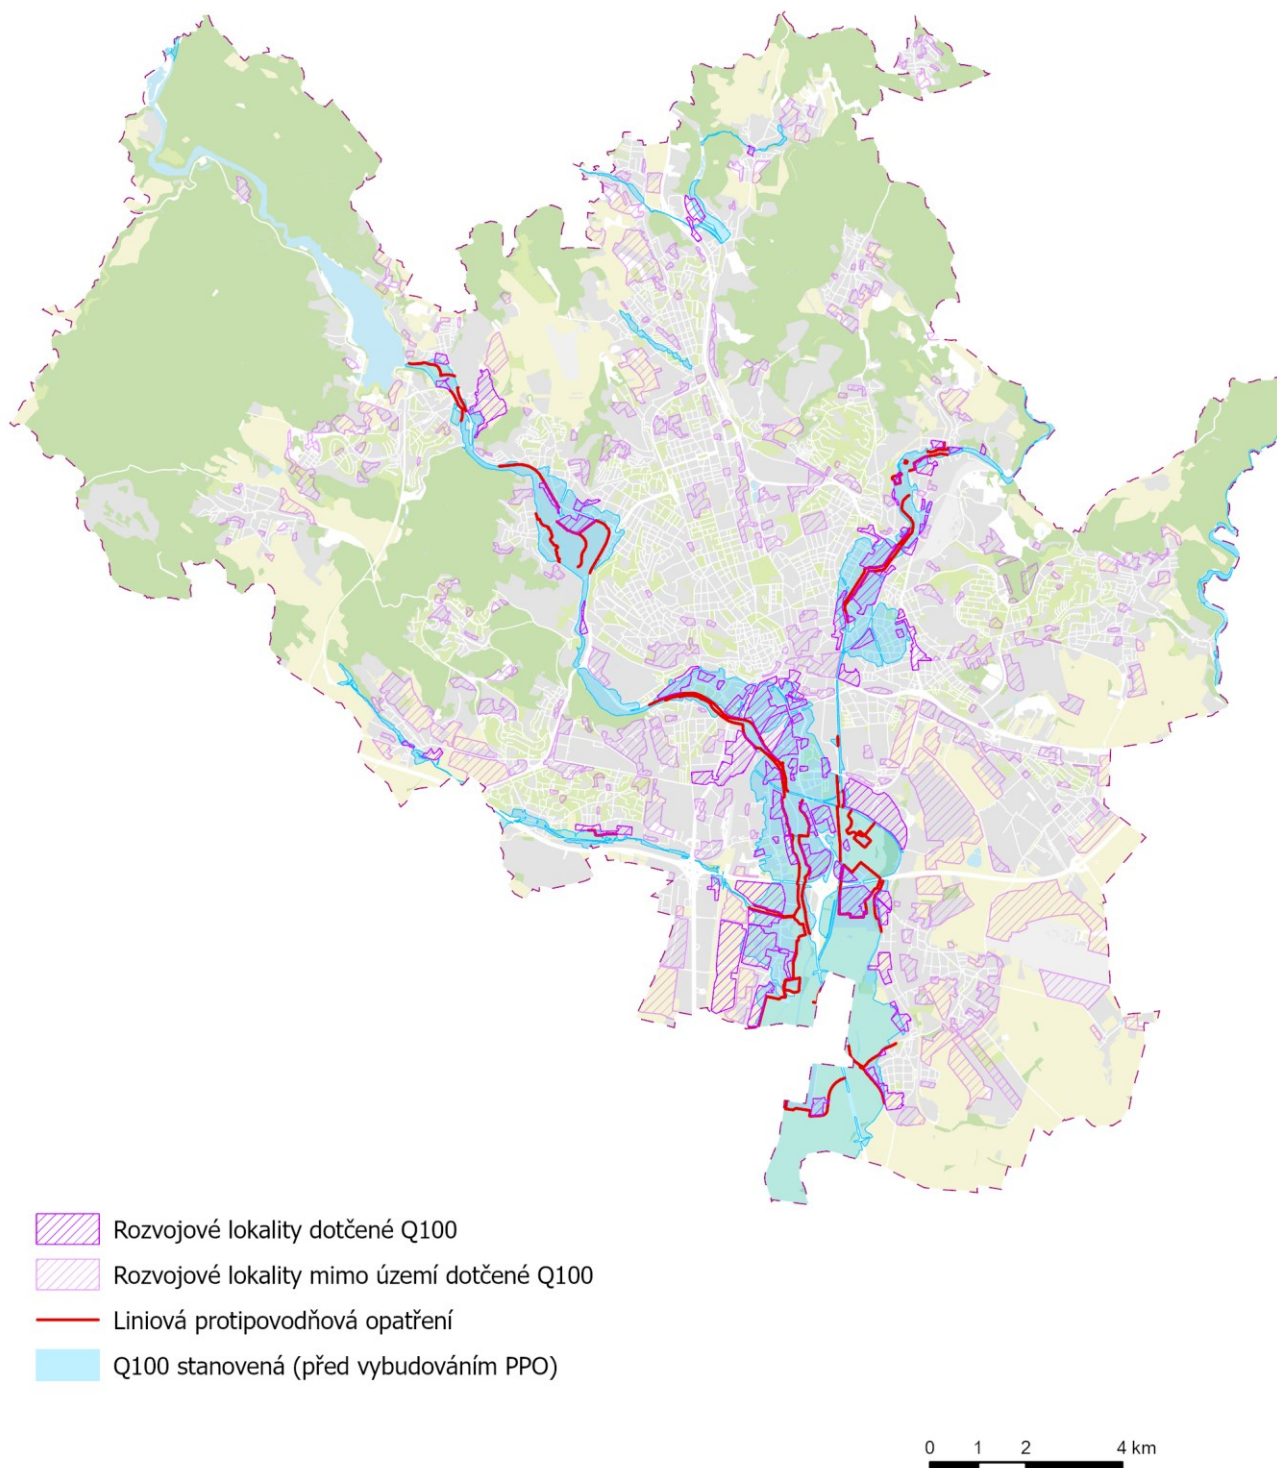 Rozvojové lokality dotčené Q100
Rozvojové lokality mimo území dotčené Q100
Liniová protipovodňová opatření
Q100 stanovená (před vybudováním PPO)
0 1 2 4 km